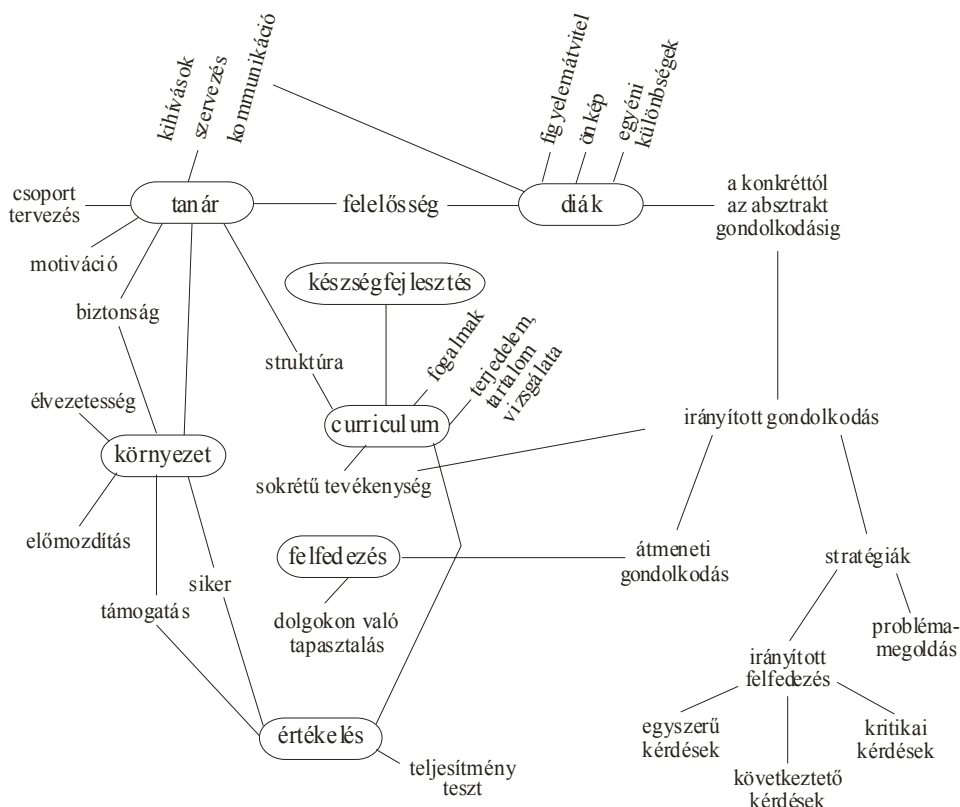 kihívások
szervezés
kommunikáció
figyelemátvitel
önkép
egyéni
különbségek
csoport
tervezés
tanár
felelősség
diák
a konkréttól
az absztrakt
gondolkodásig
motiváció
készségfejlesztés
biztonság
struktúra
fogalmak
terjedelem,
tartalom
vizsgálata
élvezetesség
curriculum
irányított gondolkodás
környezet
sokrétű tevékenység
előmozdítás
felfedezés
átmeneti
gondolkodás
stratégiák
siker
támogatás
dolgokon való
tapasztalás
probléma-
megoldás
irányított
felfedezés
értékelés
egyszerű
kérdések
kritikai
kérdések
teljesítmény
teszt
következtető
kérdések